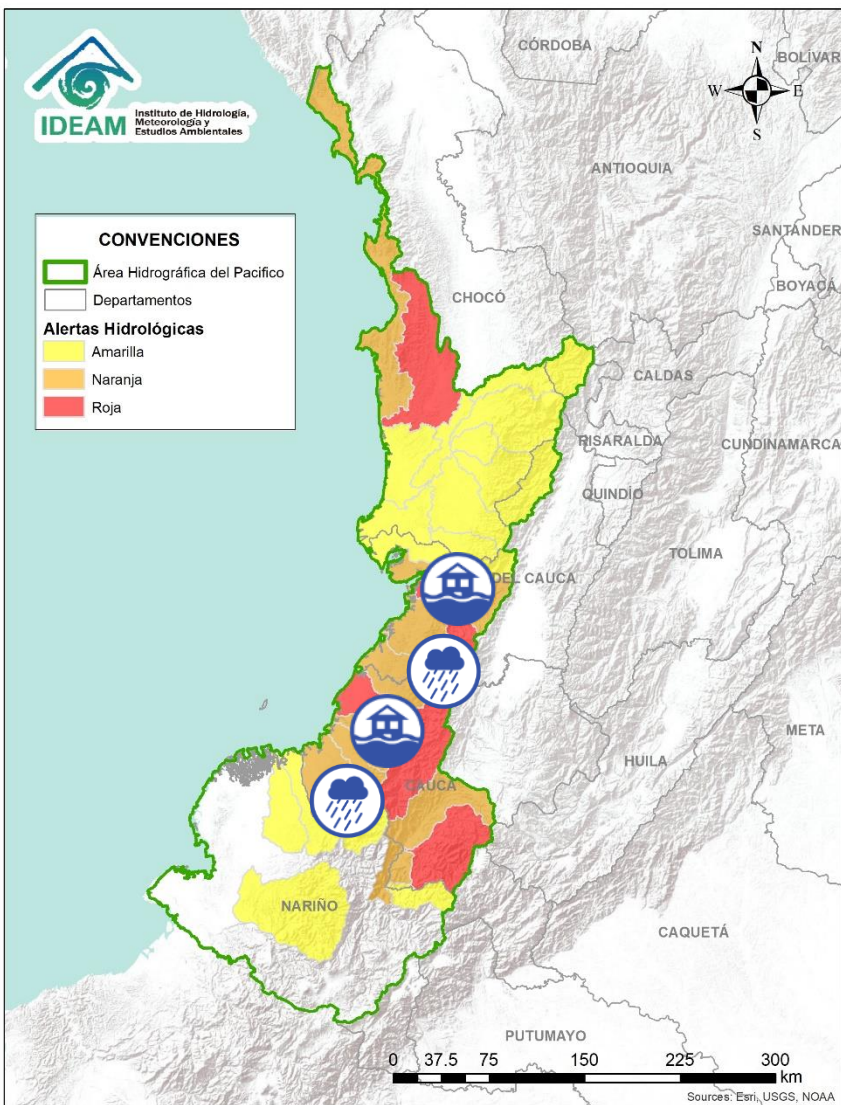 IDEAM
Instituto de Hidrología,
Meteorología y
Estudios Ambientales
CONVENCIONES
Área Hidrográfica del Pacifico
Departamentos
Alertas Hidrológicas
Amarilla
Naranja
Roja
N
W E
S
CÓRDOBA
BOLÍVAR
ANTIOQUIA
SANTANDER
BOYACÁ
CHOCÓ
CALDAS
RISARALDA
CUNDINAMARCA
QUINDÍO
TOLIMA
DEL CAUCA
META
HUILA
CAUCA
NARIÑO
CAQUETÁ
PUTUMAYO
0 37.5 75 150 225 300
km
Sources: Esri, USGS, NOAA